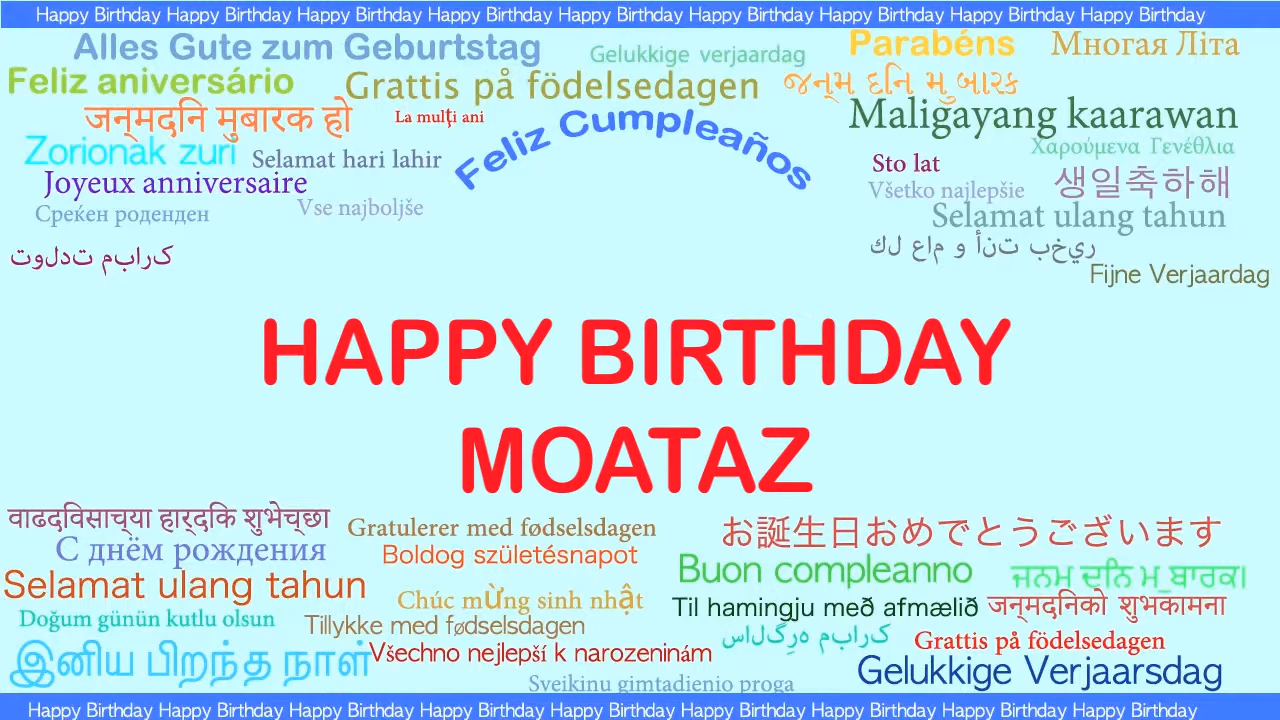 Happy Birthday Happy Birthday Happy Birthday Happy Birthday Happy Birthday Happy Birthday Happy Birthday Happy Birthday Happy Birthday
Alles Gute zum Geburtstag
Gelukkige verjaardag
Parabéns
Многая Літа
Feliz aniversário
Grattis på födelsedagen
જન્મ દનિ મુબારક
जन्मदनि मुबारक हो
La mulţi ani
Feliz Cumpleaños
Maligayang kaarawan
Zorionak zuri
Selamat hari lahir
Sto lat
Χαρούμενα Γενέθλια
Joyeux anniversaire
Všetko najlepšie
생일축하해
Среќен роденден
Vse najboljše
Selamat ulang tahun
تولدت مبارک
كل عام و أنت بخير
Fijne Verjaardag
HAPPY BIRTHDAY
MOATAZ
वाढदविसाच्या हार्दकि शुभेच्छा
Gratulerer med fødselsdagen
お誕生日おめでとうございます
С днём рождения
Boldog születésnapot
Buon compleanno
ਜਨਮ ਦਨਿ ਮੁਬਾਰਕ।
Selamat ulang tahun
Chúc mừng sinh nhật
Til hamingju með afmælið
जन्मदनिको शुभकामना
Doğum günün kutlu olsun
Tillykke med fødselsdagen
سالگرہ مبارک
Grattis på födelsedagen
இனிய பிறந்த நாள்
Všechno nejlepší k narozeninám
Gelukkige Verjaarsdag
Sveikinu gimtadienio proga
Happy Birthday Happy Birthday Happy Birthday Happy Birthday Happy Birthday Happy Birthday Happy Birthday Happy Birthday Happy Birthday